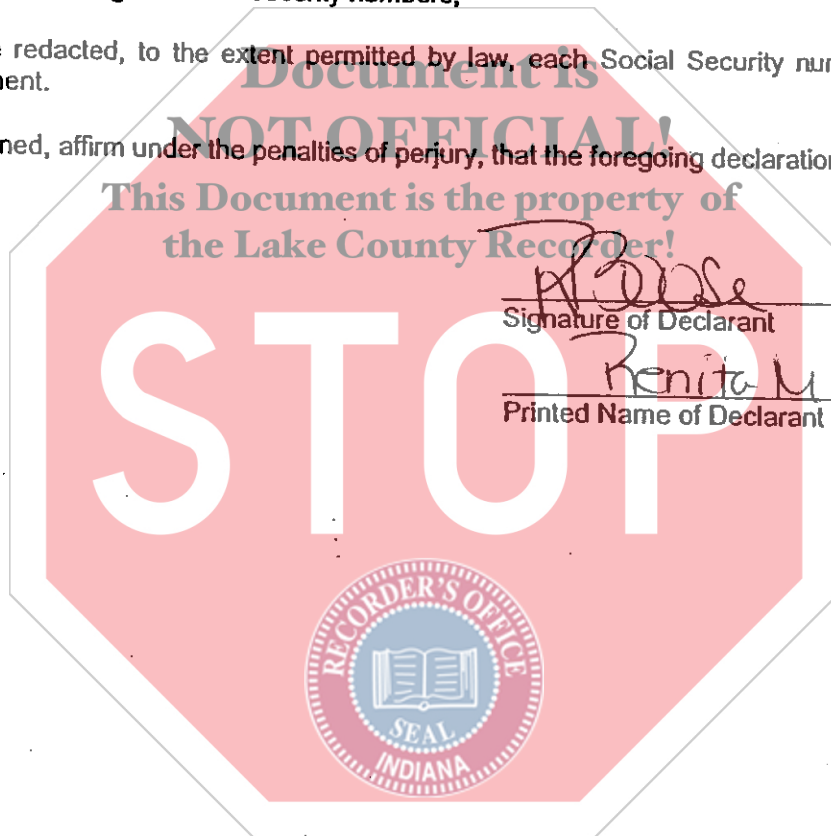 redacted, to the extent permitted by law, each Social Security
ment.
Document is
NOT OFFICIAL!
ned, affirm under the penalties of perjury, that the foregoing declaration
This Document is the property of
the Lake County Recorder!
Signature of Declarant
Renita M
Printed Name of Declarant
STOP
RECORDER'S OFFICE
SEAL
INDIANA